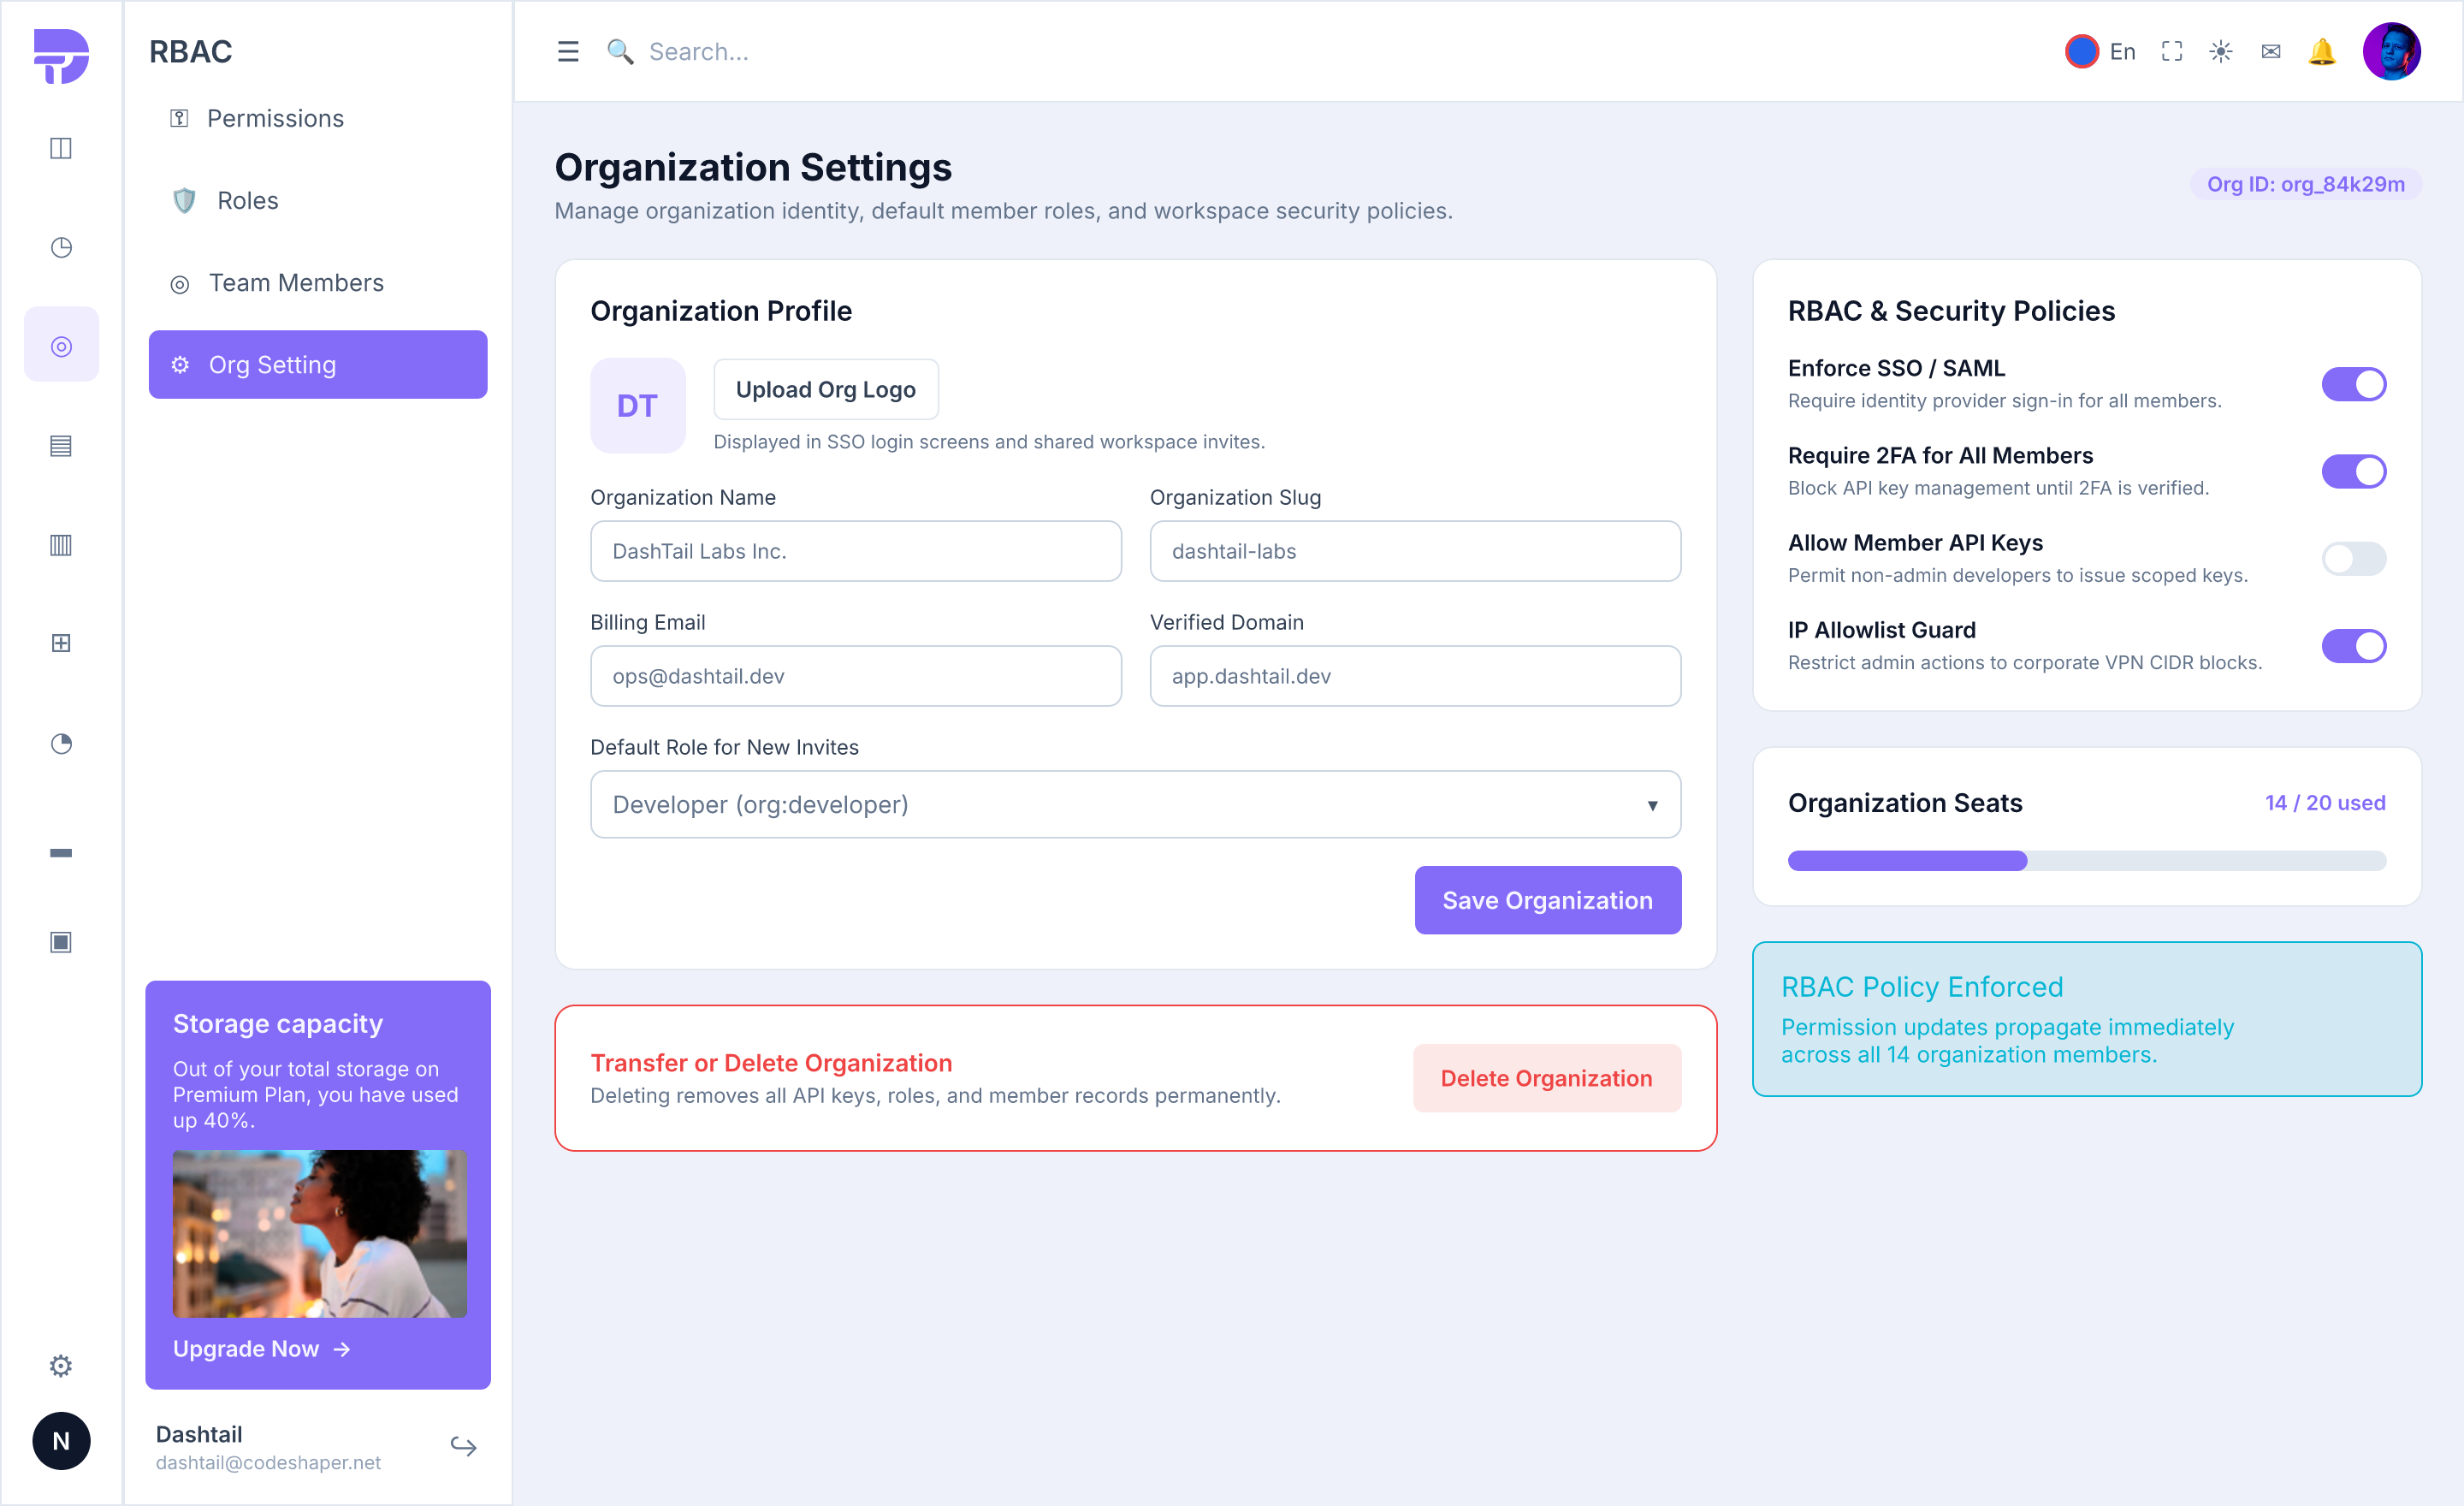 RBAC
Permissions
Roles
Team Members
Org Setting
Storage capacity
Out of your total storage on
Premium Plan, you have used
up 40%.
Upgrade Now →
N
Dashtail
dashtail@codeshaper.net
Search...
En
Organization Settings
Manage organization identity, default member roles, and workspace security policies.
Org ID: org_84k29m
Organization Profile
DT
Upload Org Logo
Displayed in SSO login screens and shared workspace invites.
Organization Name
Organization Slug
DashTail Labs Inc.
dashtail-labs
Billing Email
Verified Domain
ops@dashtail.dev
app.dashtail.dev
Default Role for New Invites
Developer (org:developer)
Save Organization
Transfer or Delete Organization
Deleting removes all API keys, roles, and member records permanently.
Delete Organization
RBAC & Security Policies
Enforce SSO / SAML
Require identity provider sign-in for all members.
Require 2FA for All Members
Block API key management until 2FA is verified.
Allow Member API Keys
Permit non-admin developers to issue scoped keys.
IP Allowlist Guard
Restrict admin actions to corporate VPN CIDR blocks.
Organization Seats
14 / 20 used
RBAC Policy Enforced
Permission updates propagate immediately
across all 14 organization members.